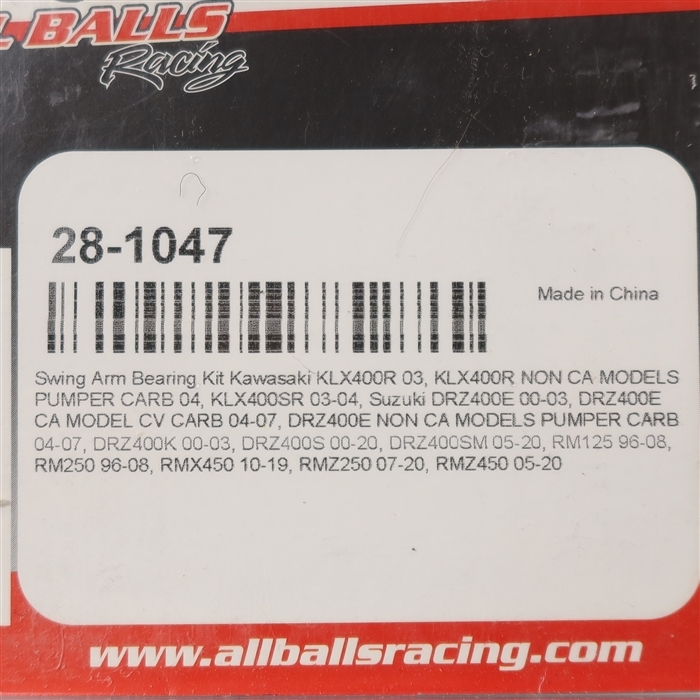 L BALLS
Racing
28-1047
Made in China
Swing Arm Bearing Kit Kawasaki KLX400R 03, KLX400R NON CA MODELS
PUMPER CARB 04, KLX400SR 03-04, Suzuki DRZ400E 00-03, DRZ400E
CA MODEL CV CARB 04-07, DRZ400E NON CA MODELS PUMPER CARB
04-07, DRZ400K 00-03, DRZ400S 00-20, DRZ400SM 05-20, RM125 96-08,
RM250 96-08, RMX450 10-19, RMZ250 07-20, RMZ450 05-20
www.allballsracing.com